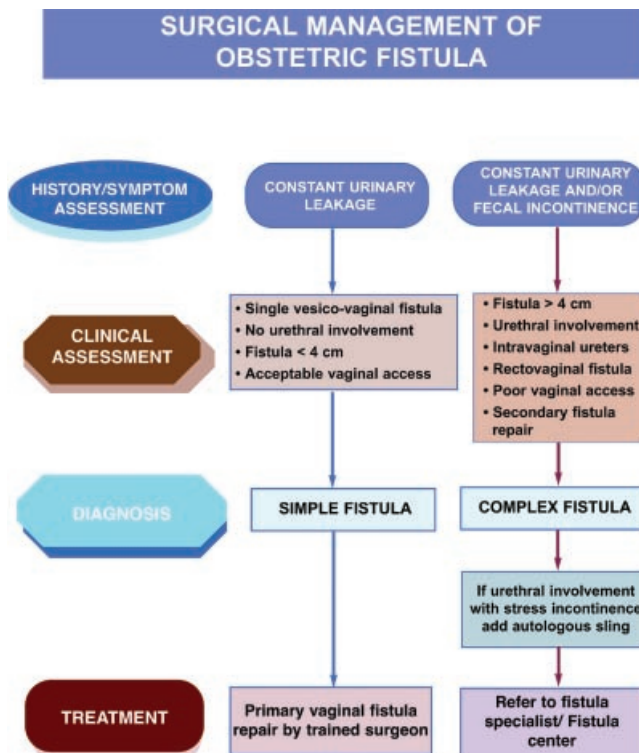 SURGICAL MANAGEMENT OF
OBSTETRIC FISTULA
HISTORY/SYMPTOM
ASSESSMENT
CONSTANT URINARY
LEAKAGE
CONSTANT URINARY
LEAKAGE AND/OR
FECAL INCONTINENCE
CLINICAL
ASSESSMENT
• Single vesico-vaginal fistula
• No urethral involvement
• Fistula < 4 cm
• Acceptable vaginal access
• Fistula > 4 cm
• Urethral involvement
• Intravaginal ureters
• Rectovaginal fistula
• Poor vaginal access
• Secondary fistula
repair
DIAGNOSIS
SIMPLE FISTULA
COMPLEX FISTULA
If urethral involvement
with stress incontinence
add autologous sling
TREATMENT
Primary vaginal fistula
repair by trained surgeon
Refer to fistula
specialist/ Fistula
center